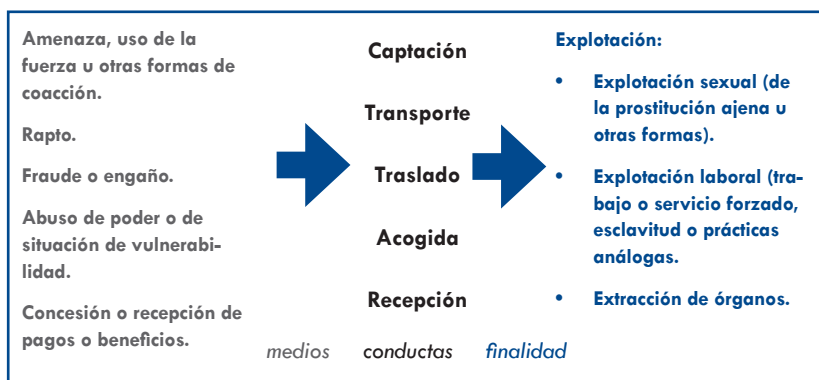 Amenaza, uso de la
fuerza u otras formas de
coacción.
Rapto.
Fraude o engaño.
Abuso de poder o de
situación de vulnerabi-
lidad.
Concesión o recepción de
pagos o beneficios.
Captación
Transporte
Traslado
Acogida
Recepción
Explotación:
• Explotación sexual (de
la prostitución ajena u
otras formas).
• Explotación laboral (tra-
bajo o servicio forzado,
esclavitud o prácticas
análogas.
• Extracción de órganos.
medios conductas finalidad